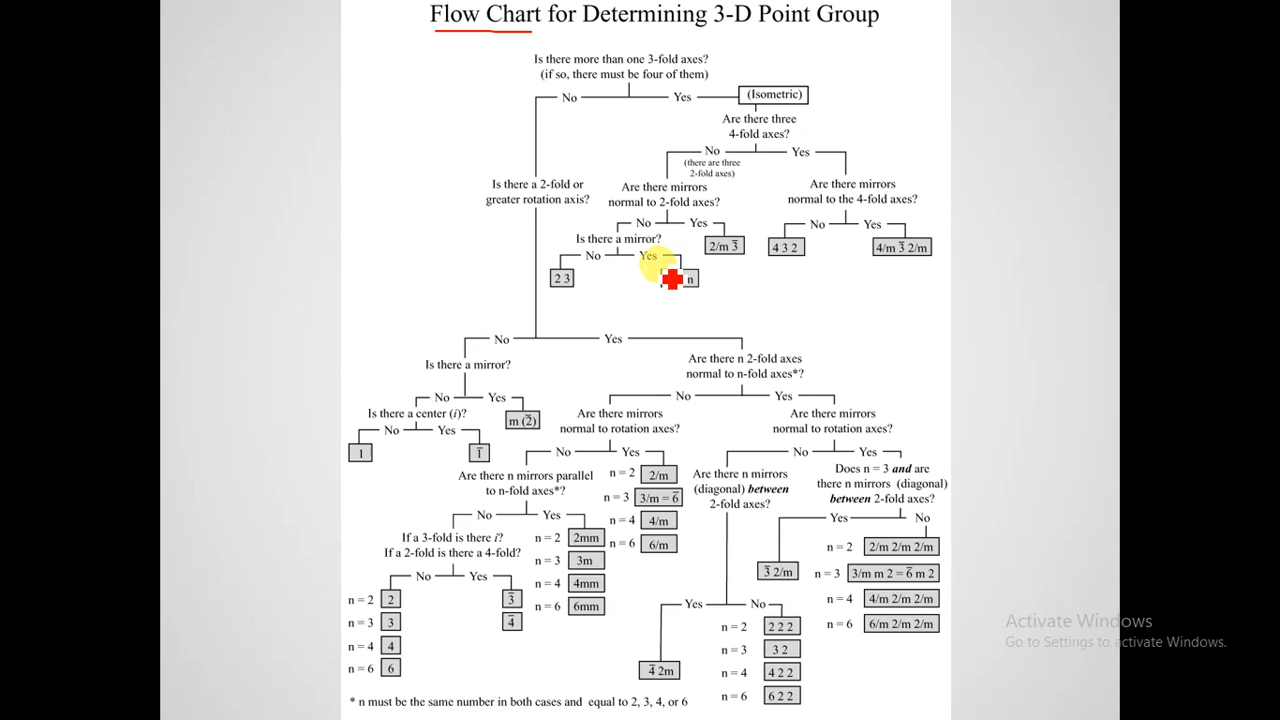 Flow Chart for Determining 3-D Point Group
Is there more than one 3-fold axes?
(if so, there must be four of them)
No
Yes
(Isometric)
Are there three
4-fold axes?
No
Yes
(there are three
2-fold axes)
Is there a 2-fold or
greater rotation axis?
Are there mirrors
normal to 2-fold axes?
Are there mirrors
normal to the 4-fold axes?
No
Yes
No
Yes
Is there a mirror?
2/m 3̅
4 3 2
4/m 3̅ 2/m
No
Yes
2 3
No
Yes
Is there a mirror?
Are there n 2-fold axes
normal to n-fold axes*?
No
Yes
No
Yes
Is there a center (i)?
m (2̅)
Are there mirrors
normal to rotation axes?
Are there mirrors
normal to rotation axes?
No
Yes
1
1̅
No
Yes
No
Yes
Are there n mirrors parallel
to n-fold axes*?
n = 2 2/m
n = 3 3/m = 6̅
n = 4 4/m
n = 6 6/m
Are there n mirrors
(diagonal) between
2-fold axes?
Does n = 3 and are
there n mirrors (diagonal)
between 2-fold axes?
No
Yes
Yes
No
If a 3-fold is there i?
If a 2-fold is there a 4-fold?
n = 2 2mm
n = 3 3m
n = 4 4mm
n = 6 6mm
3̅ 2/m
n = 2 2/m 2/m 2/m
n = 3 3/m m 2 = 6̅ m 2
n = 4 4/m 2/m 2/m
n = 6 6/m 2/m 2/m
No
Yes
n = 2 2
n = 3 3
n = 4 4
n = 6 6
3̅
4̅
Yes
No
4̅ 2m
n = 2 2 2 2
n = 3 3 2
n = 4 4 2 2
n = 6 6 2 2
* n must be the same number in both cases and equal to 2, 3, 4, or 6
Activate Windows
Go to Settings to activate Windows.